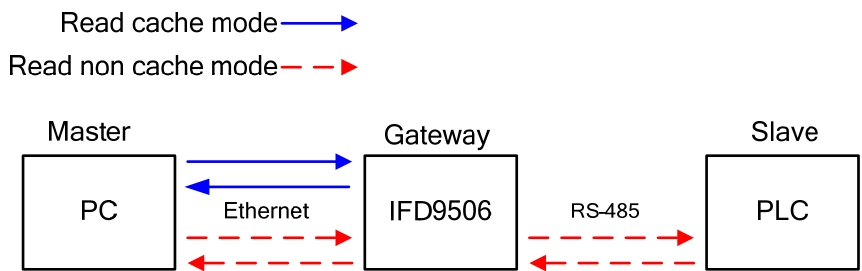 Read cache mode
Read non cache mode
Master
Gateway
Slave
PC
Ethernet
IFD9506
RS-485
PLC